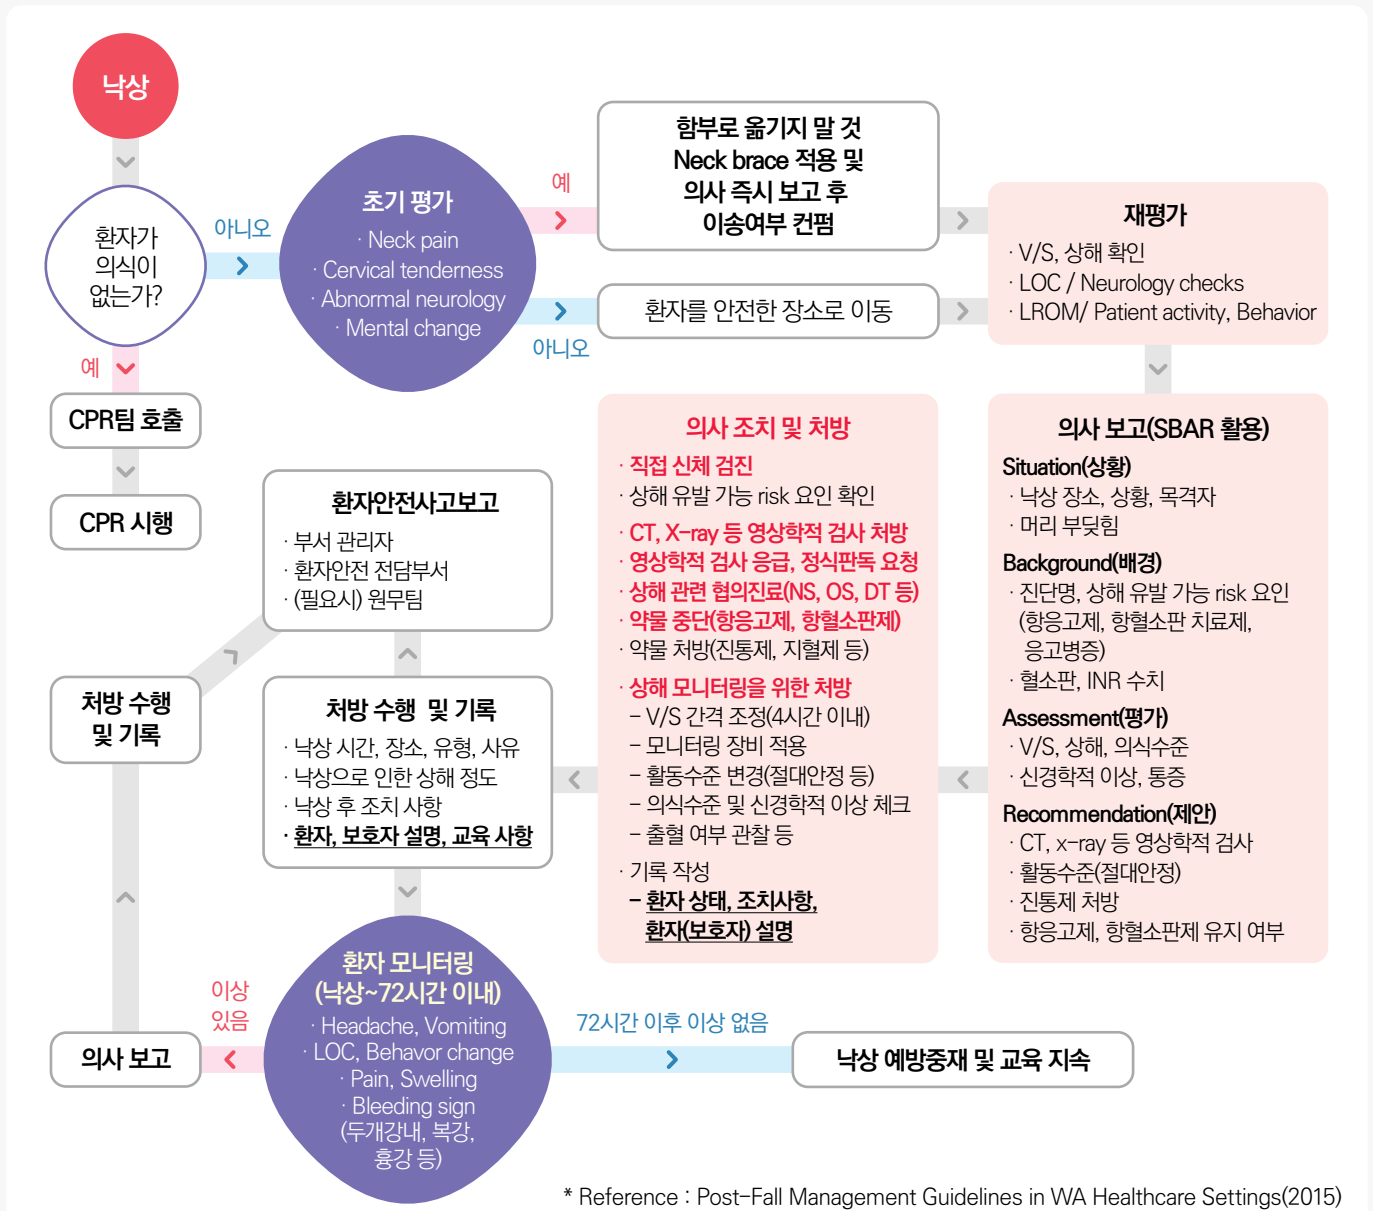 낙상
환자가
의식이
없는가?
아니오
예
CPR팀 호출
CPR 시행
초기 평가
· Neck pain
· Cervical tenderness
· Abnormal neurology
· Mental change
예
아니오
함부로 옮기지 말 것
Neck brace 적용 및
의사 즉시 보고 후
이송여부 컨펌
환자를 안전한 장소로 이동
재평가
· V/S, 상해 확인
· LOC / Neurology checks
· LROM/ Patient activity, Behavior
의사 보고(SBAR 활용)
Situation(상황)
· 낙상 장소, 상황, 목격자
· 머리 부딪힘
Background(배경)
· 진단명, 상해 유발 가능 risk 요인
(항응고제, 항혈소판 치료제,
응고병증)
· 혈소판, INR 수치
Assessment(평가)
· V/S, 상해, 의식수준
· 신경학적 이상, 통증
Recommendation(제안)
· CT, x-ray 등 영상학적 검사
· 활동수준(절대안정)
· 진통제 처방
· 항응고제, 항혈소판제 유지 여부
의사 조치 및 처방
· 직접 신체 검진
· 상해 유발 가능 risk 요인 확인
· CT, X-ray 등 영상학적 검사 처방
· 영상학적 검사 응급, 정식판독 요청
· 상해 관련 협의진료(NS, OS, DT 등)
· 약물 중단(항응고제, 항혈소판제)
· 약물 처방(진통제, 지혈제 등)
· 상해 모니터링을 위한 처방
- V/S 간격 조정(4시간 이내)
- 모니터링 장비 적용
- 활동수준 변경(절대안정 등)
- 의식수준 및 신경학적 이상 체크
- 출혈 여부 관찰 등
· 기록 작성
- 환자 상태, 조치사항,
환자(보호자) 설명
환자안전사고보고
· 부서 관리자
· 환자안전 전담부서
· (필요시) 원무팀
처방 수행 및 기록
· 낙상 시간, 장소, 유형, 사유
· 낙상으로 인한 상해 정도
· 낙상 후 조치 사항
· 환자, 보호자 설명, 교육 사항
처방 수행
및 기록
환자 모니터링
(낙상~72시간 이내)
· Headache, Vomiting
· LOC, Behavor change
· Pain, Swelling
· Bleeding sign
(두개강내, 복강,
흉강 등)
이상
있음
의사 보고
72시간 이후 이상 없음
낙상 예방중재 및 교육 지속
* Reference : Post-Fall Management Guidelines in WA Healthcare Settings(2015)